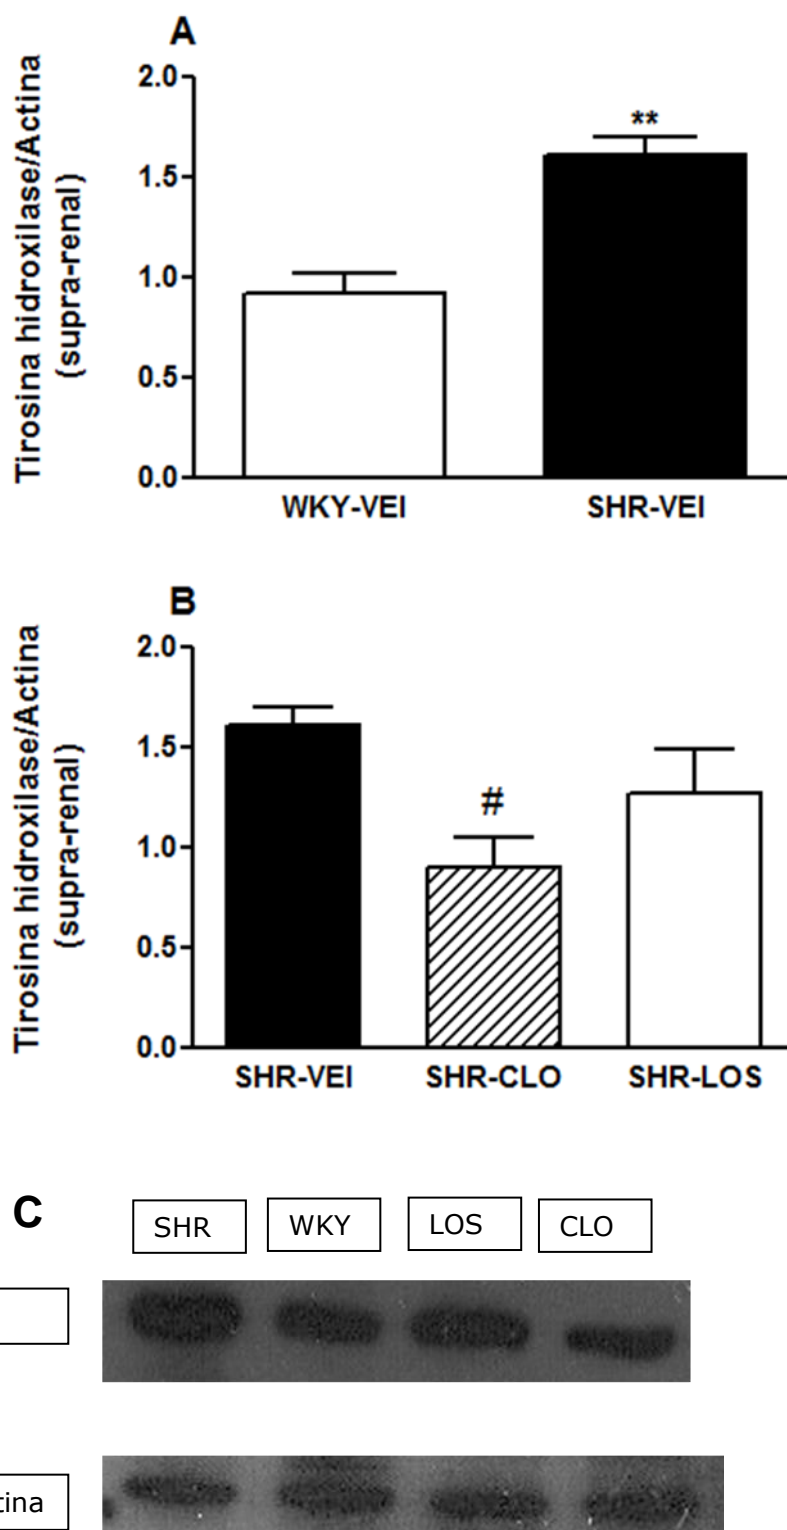 A
Tirosina hidroxilase/Actina
(supra-renal)
2.0
1.5
1.0
0.5
0.0
**
WKY-VEI SHR-VEI
B
Tirosina hidroxilase/Actina
(supra-renal)
2.0
1.5
1.0
0.5
0.0
#
SHR-VEI SHR-CLO SHR-LOS
C
SHR WKY LOS CLO
tina